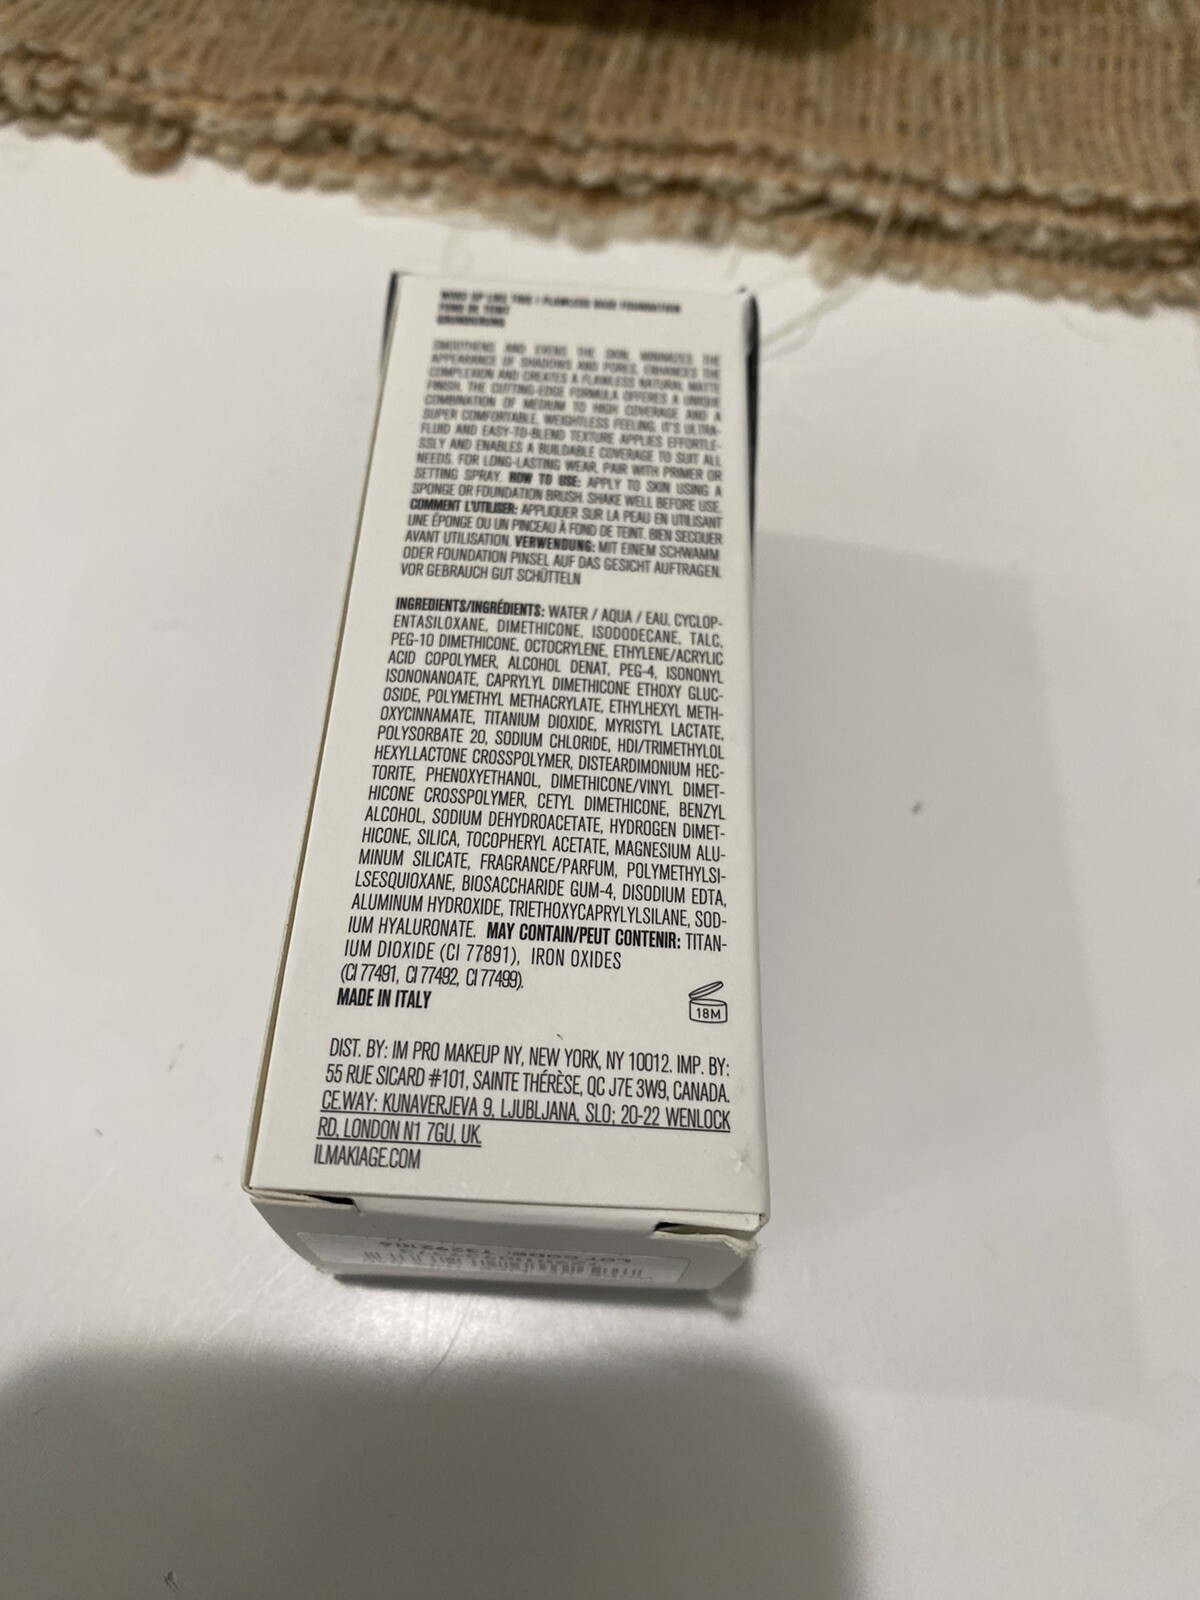 WAKE UP LIKE THIS / FLAWLESS BASE FOUNDATION
FOND DE TEINT
GRUNDIERUNG
SMOOTHENS AND EVENS THE SKIN, MINIMIZES THE
APPEARANCE OF SHADOWS AND PORES, ENHANCES THE
COMPLEXION AND CREATES A FLAWLESS NATURAL MATTE
FINISH. THE CUTTING-EDGE FORMULA OFFERES A UNIQUE
COMBINATION OF MEDIUM TO HIGH COVERAGE AND A
SUPER COMFORTABLE, WEIGHTLESS FEELING. IT'S ULTRA-
FLUID AND EASY-TO-BLEND TEXTURE APPLIES EFFORTLE-
SSLY AND ENABLES A BUILDABLE COVERAGE TO SUIT ALL
NEEDS. FOR LONG-LASTING WEAR, PAIR WITH PRIMER OR
SETTING SPRAY. HOW TO USE: APPLY TO SKIN USING A
SPONGE OR FOUNDATION BRUSH. SHAKE WELL BEFORE USE.
COMMENT L'UTILISER: APPLIQUER SUR LA PEAU EN UTILISANT
UNE ÉPONGE OU UN PINCEAU À FOND DE TEINT. BIEN SECOUER
AVANT UTILISATION. VERWENDUNG: MIT EINEM SCHWAMM
ODER FOUNDATION PINSEL AUF DAS GESICHT AUFTRAGEN.
VOR GEBRAUCH GUT SCHÜTTELN
INGREDIENTS/INGRÉDIENTS: WATER / AQUA / EAU, CYCLOP-
ENTASILOXANE, DIMETHICONE, ISODODECANE, TALC,
PEG-10 DIMETHICONE, OCTOCRYLENE, ETHYLENE/ACRYLIC
ACID COPOLYMER, ALCOHOL DENAT, PEG-4, ISONONYL
ISONONANOATE, CAPRYLYL DIMETHICONE ETHOXY GLUC-
OSIDE, POLYMETHYL METHACRYLATE, ETHYLHEXYL METH-
OXYCINNAMATE, TITANIUM DIOXIDE, MYRISTYL LACTATE,
POLYSORBATE 20, SODIUM CHLORIDE, HDI/TRIMETHYLOL
HEXYLLACTONE CROSSPOLYMER, DISTEARDIMONIUM HEC-
TORITE, PHENOXYETHANOL, DIMETHICONE/VINYL DIMET-
HICONE CROSSPOLYMER, CETYL DIMETHICONE, BENZYL
ALCOHOL, SODIUM DEHYDROACETATE, HYDROGEN DIMET-
HICONE, SILICA, TOCOPHERYL ACETATE, MAGNESIUM ALU-
MINUM SILICATE, FRAGRANCE/PARFUM, POLYMETHYLSI-
LSESQUIOXANE, BIOSACCHARIDE GUM-4, DISODIUM EDTA,
ALUMINUM HYDROXIDE, TRIETHOXYCAPRYLYLSILANE, SOD-
IUM HYALURONATE. MAY CONTAIN/PEUT CONTENIR: TITAN-
IUM DIOXIDE (CI 77891), IRON OXIDES
(CI 77491, CI 77492, CI 77499).
MADE IN ITALY
18M
DIST. BY: IM PRO MAKEUP NY, NEW YORK, NY 10012. IMP. BY:
55 RUE SICARD #101, SAINTE THÉRÈSE, QC J7E 3W9, CANADA.
CE.WAY: KUNAVERJEVA 9, LJUBLJANA, SLO; 20-22 WENLOCK
RD, LONDON N1 7GU, UK.
ILMAKIAGE.COM
LOT CODE: